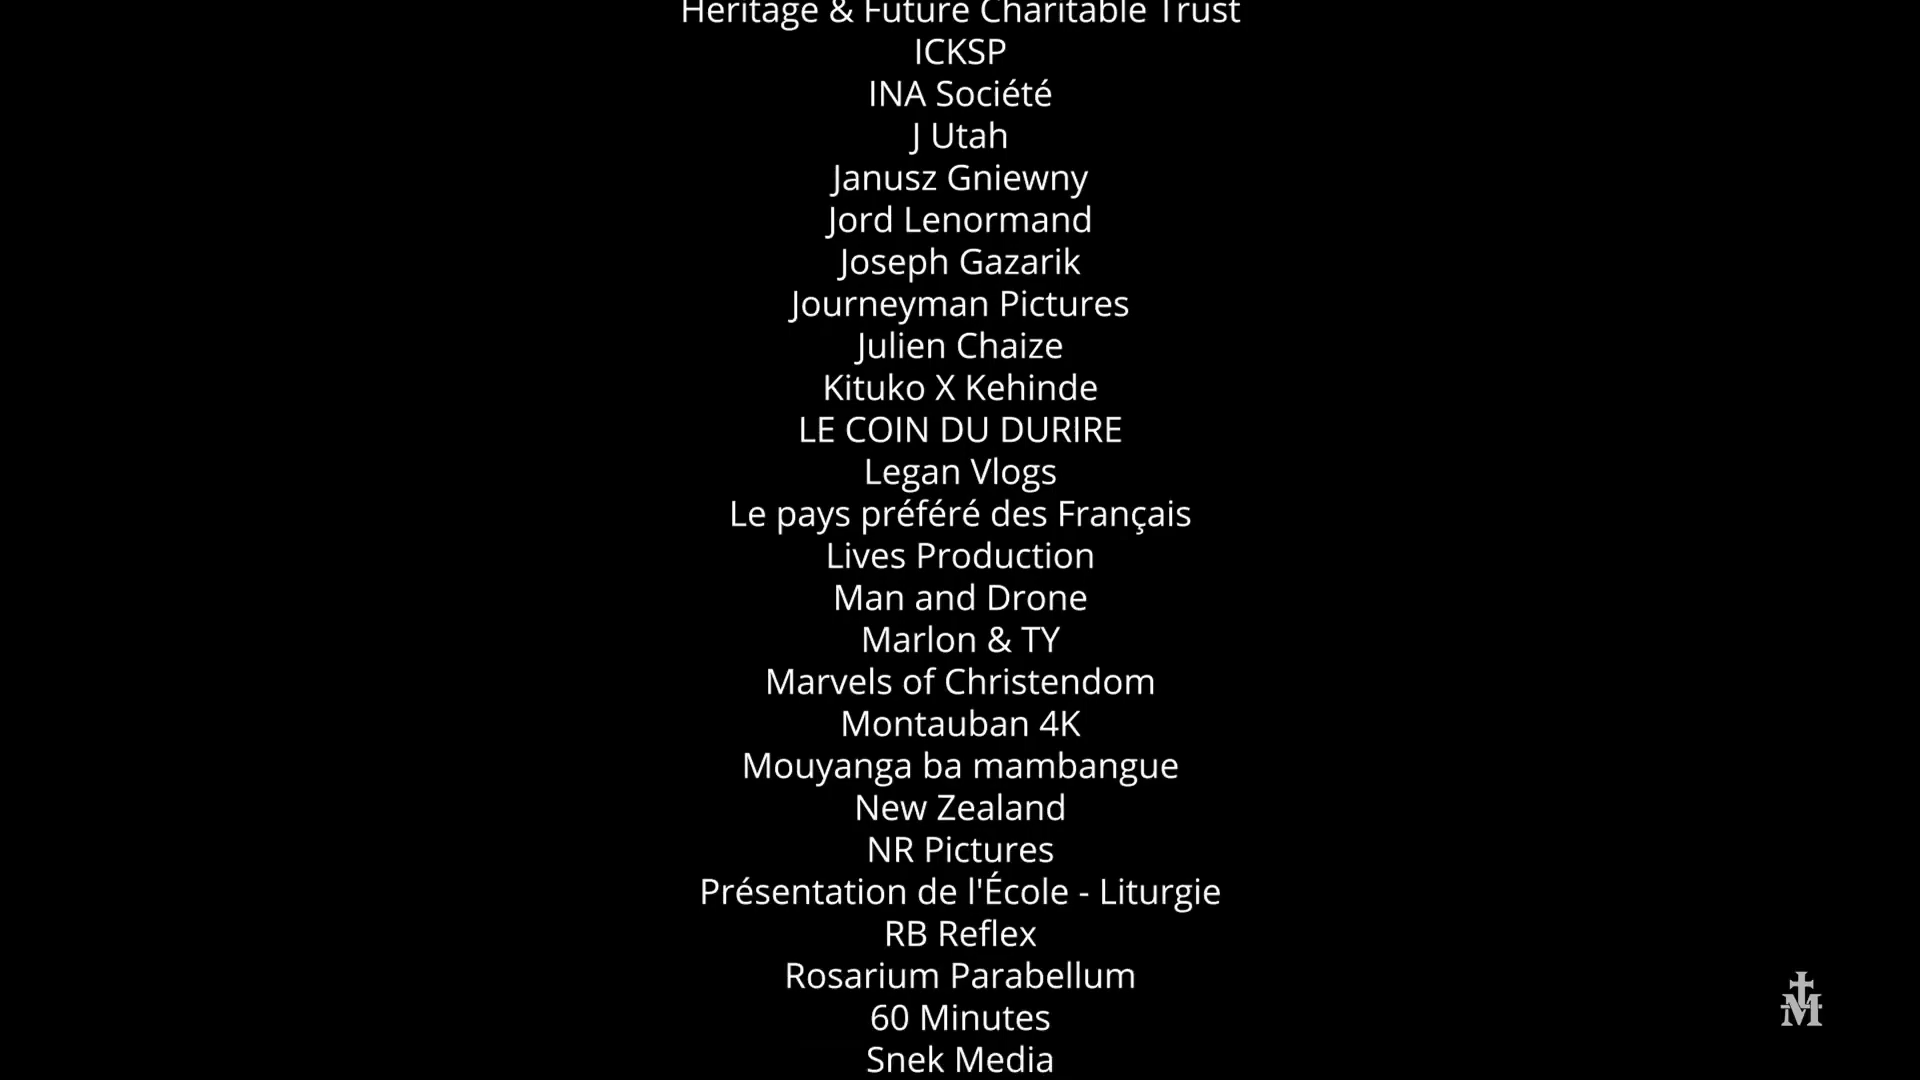 Heritage & Future Charitable Trust
ICKSP
INA Société
J Utah
Janusz Gniewny
Jord Lenormand
Joseph Gazarik
Journeyman Pictures
Julien Chaize
Kituko X Kehinde
LE COIN DU DURIRE
Legan Vlogs
Le pays préféré des Français
Lives Production
Man and Drone
Marlon & TY
Marvels of Christendom
Montauban 4K
Mouyanga ba mambangue
New Zealand
NR Pictures
Présentation de l'École - Liturgie
RB Reflex
Rosarium Parabellum
60 Minutes
Snek Media